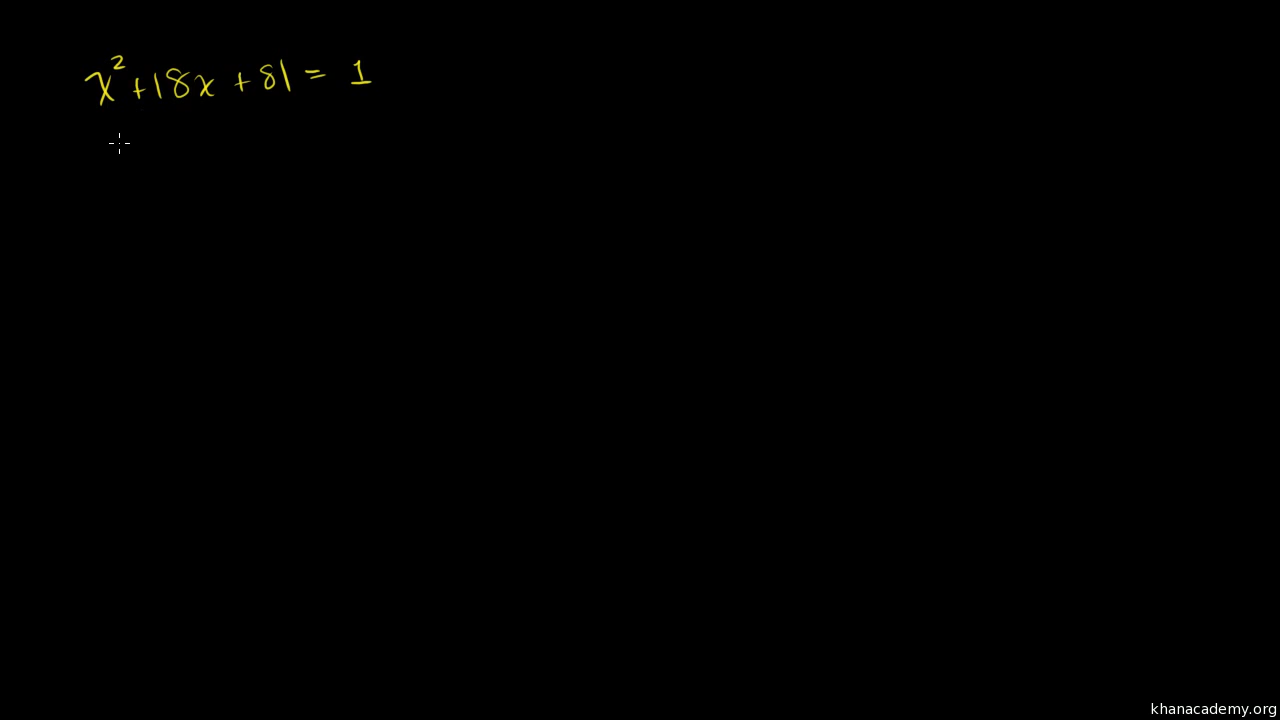 x² + 18x + 81 = 1
khanacademy.org